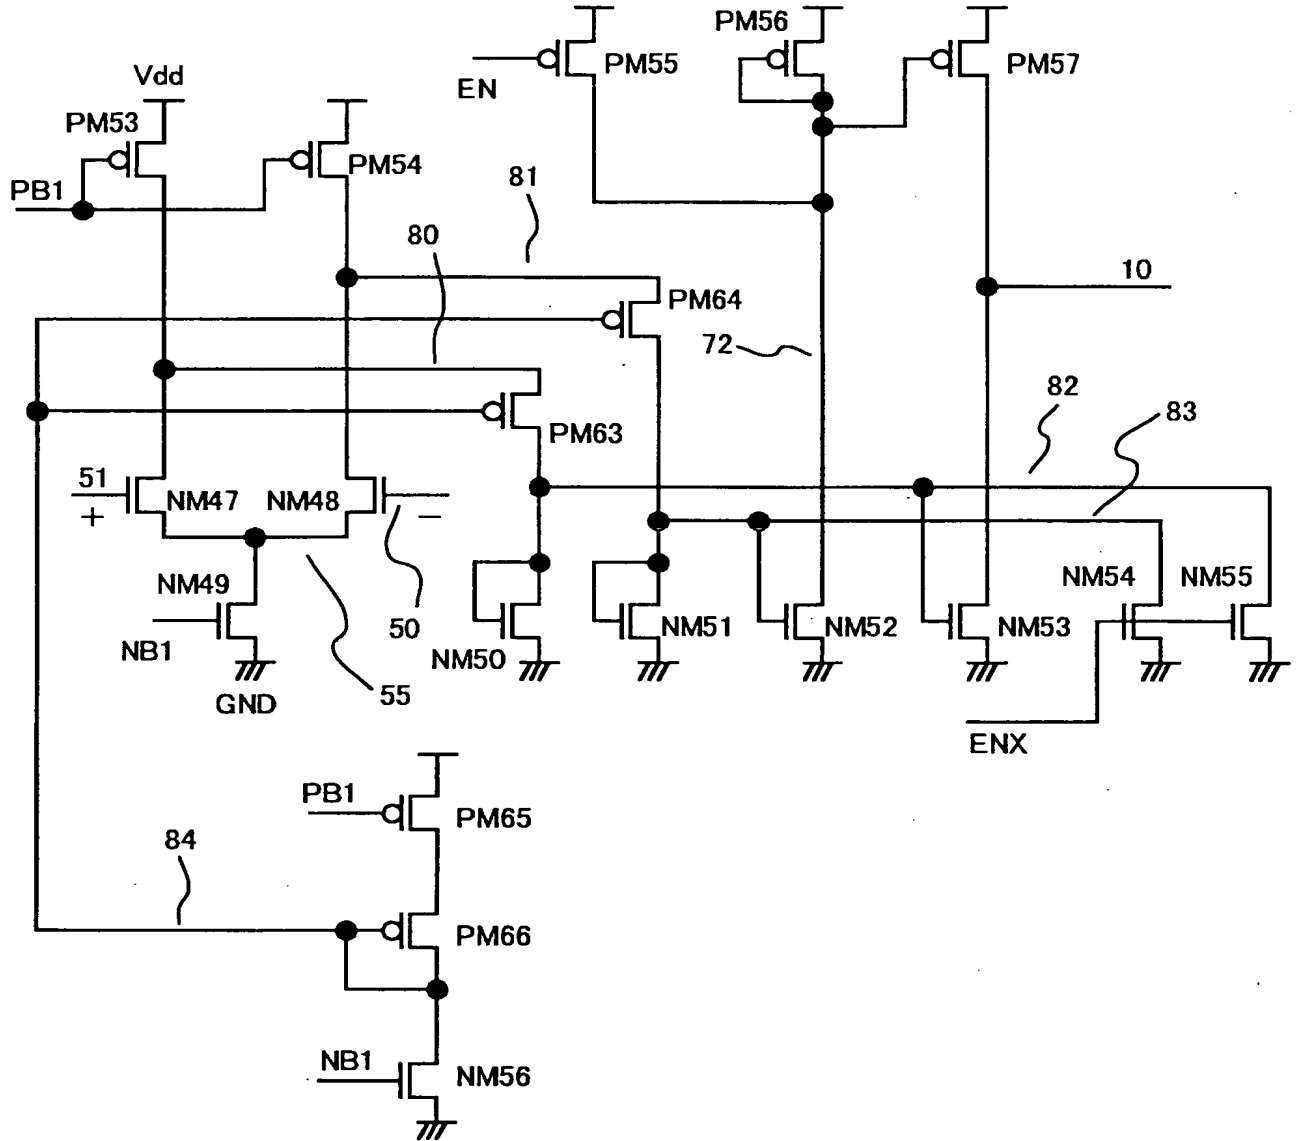 PM56
PM55
PM57
EN
Vdd
PM53
PM54
PB1
81
80
10
PM64
72
82
83
PM63
51
+
NM47
NM48
−
NM49
NM54
NM55
50
NM51
NM52
NM53
NB1
NM50
55
GND
ENX
PB1
PM65
84
PM66
NB1
NM56